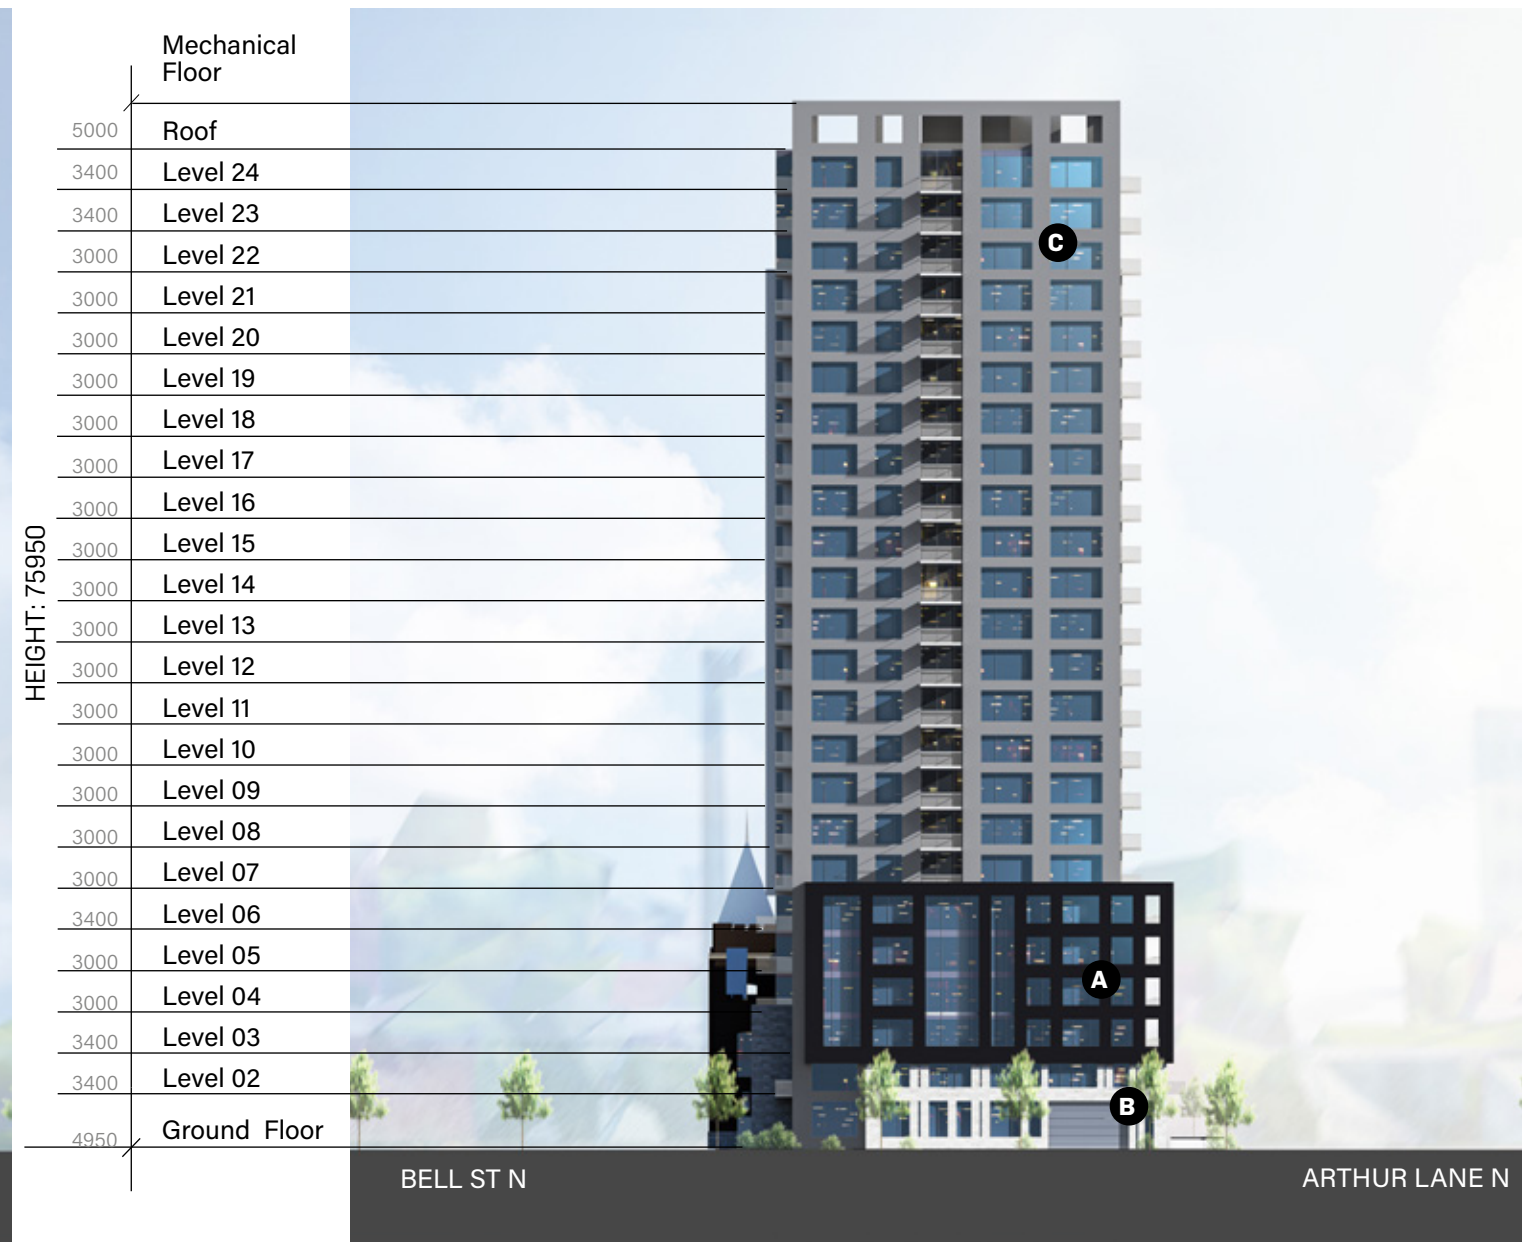 Mechanical
Floor
5000 Roof
3400 Level 24
3400 Level 23
3000 Level 22
3000 Level 21
3000 Level 20
3000 Level 19
3000 Level 18
3000 Level 17
3000 Level 16
3000 Level 15
3000 Level 14
3000 Level 13
3000 Level 12
3000 Level 11
3000 Level 10
3000 Level 09
3000 Level 08
3000 Level 07
3400 Level 06
3000 Level 05
3000 Level 04
3400 Level 03
3400 Level 02
4950 Ground Floor
HEIGHT: 75950
C
A
B
BELL ST N
ARTHUR LANE N